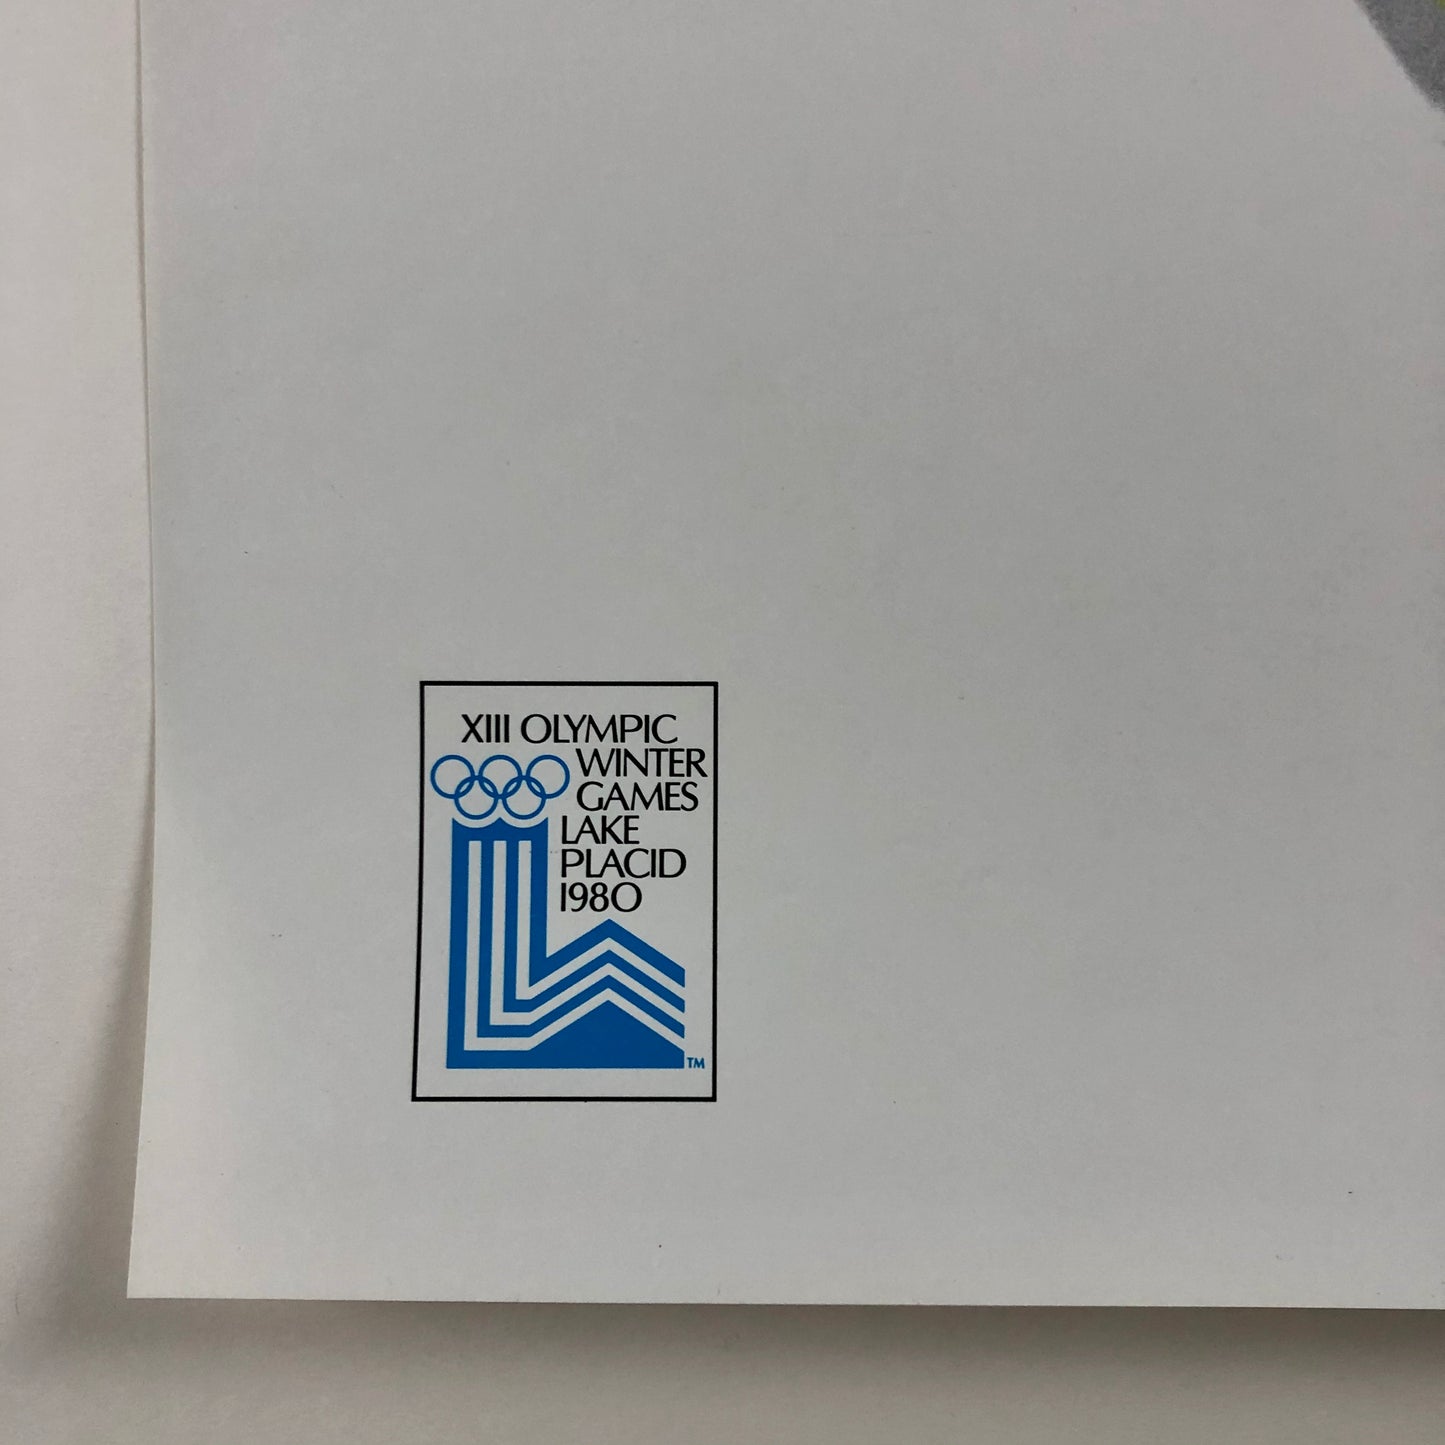 XIII OLYMPIC
WINTER
GAMES
LAKE
PLACID
1980
TM